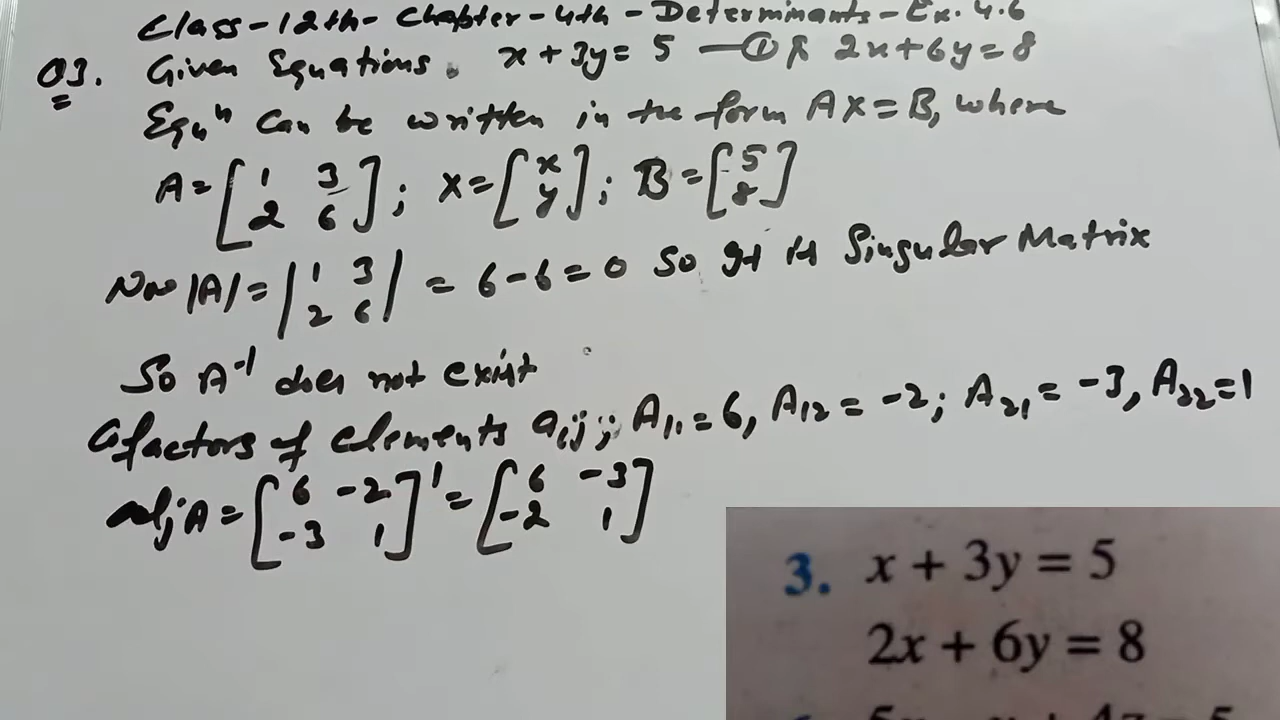 Class-12th-Chapter-4th-Determinants-Ex.4.6
Q3. Given Equations. x + 3y = 5 —① & 2x + 6y = 8
Equⁿ can be written in the form AX = B, where
A = [1 3; 2 6]; X = [x; y]; B = [5; 8]
Now |A| = |1 3; 2 6| = 6 - 6 = 0 So It is Singular Matrix
So A⁻¹ does not exist
Cofactors of elements aij; A₁₁ = 6, A₁₂ = -2; A₂₁ = -3, A₂₂ = 1
adjA = [6 -2; -3 1]' = [6 -3; -2 1]
3. x + 3y = 5
2x + 6y = 8